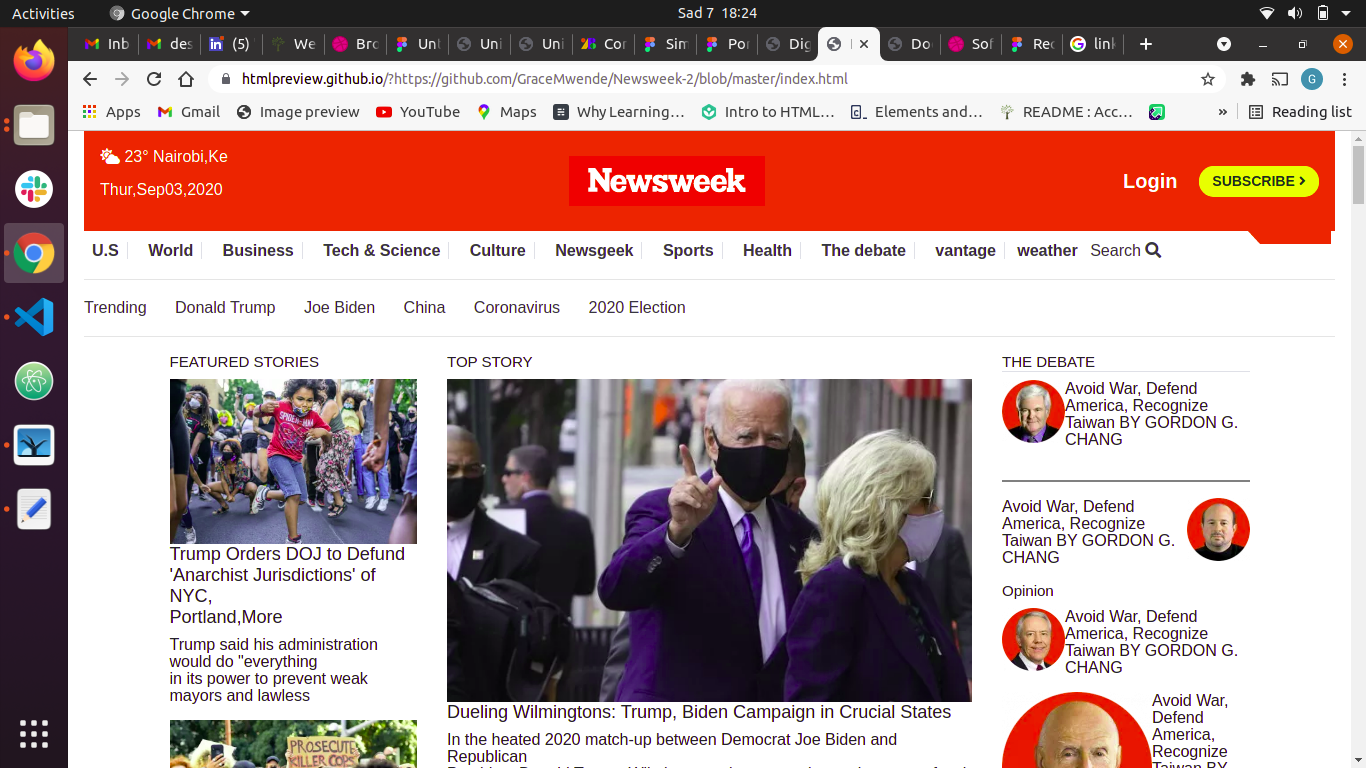 Activities Google Chrome Sad 7 18:24
Inb des (5) We Bro Unt Uni Uni Cor Sim Por Dig Do Sof Rec link
htmlpreview.github.io/?https://github.com/GraceMwende/Newsweek-2/blob/master/index.html G
Apps Gmail Image preview YouTube Maps Why Learning… Intro to HTML… Elements and… README : Acc… » Reading list
23° Nairobi,Ke
Thur,Sep03,2020
Newsweek
Login SUBSCRIBE
U.S World Business Tech & Science Culture Newsgeek Sports Health The debate vantage weather Search
Trending Donald Trump Joe Biden China Coronavirus 2020 Election
FEATURED STORIES
SPIDER-MAN
Trump Orders DOJ to Defund
'Anarchist Jurisdictions' of
NYC,
Portland,More
Trump said his administration
would do "everything
in its power to prevent weak
mayors and lawless
PROSECUTE
KILLER COPS
TOP STORY
Dueling Wilmingtons: Trump, Biden Campaign in Crucial States
In the heated 2020 match-up between Democrat Joe Biden and
Republican
THE DEBATE
Avoid War, Defend
America, Recognize
Taiwan BY GORDON G.
CHANG
Avoid War, Defend
America, Recognize
Taiwan BY GORDON G.
CHANG
Opinion
Avoid War, Defend
America, Recognize
Taiwan BY GORDON G.
CHANG
Avoid War,
Defend
America,
Recognize
Taiwan BY